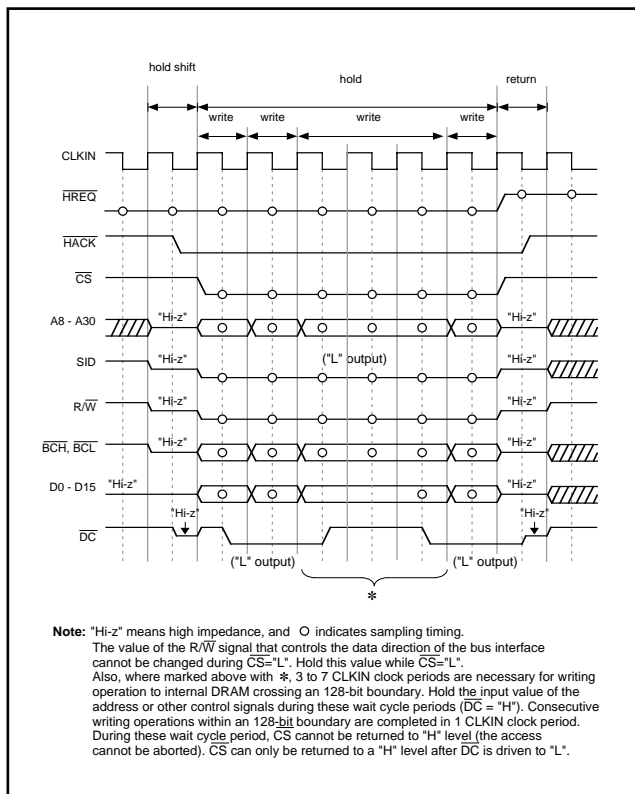 hold shift hold return
write write write write
CLKIN
HREQ
HACK
CS
A8 - A30 "Hi-z" "Hi-z"
("L" output)
SID "Hi-z" "Hi-z"
R/W "Hi-z" "Hi-z"
BCH, BCL "Hi-z" "Hi-z"
D0 - D15 "Hi-z" "Hi-z"
"Hi-z" "Hi-z"
DC
("L" output) ("L" output)
*
Note: "Hi-z" means high impedance, and O indicates sampling timing.
The value of the R/W signal that controls the data direction of the bus interface
cannot be changed during CS="L". Hold this value while CS="L".
Also, where marked above with *, 3 to 7 CLKIN clock periods are necessary for writing
operation to internal DRAM crossing an 128-bit boundary. Hold the input value of the
address or other control signals during these wait cycle periods (DC = "H"). Consecutive
writing operations within an 128-bit boundary are completed in 1 CLKIN clock period.
During these wait cycle period, CS cannot be returned to "H" level (the access
cannot be aborted). CS can only be returned to a "H" level after DC is driven to "L".